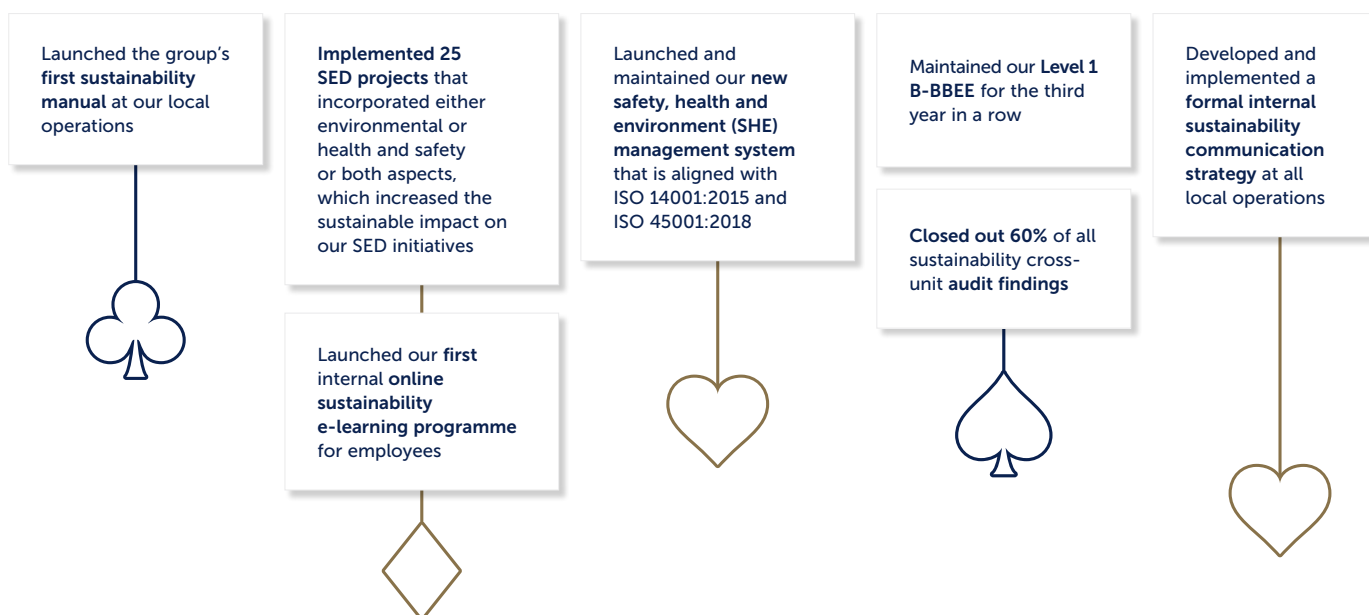 Launched the group's
first sustainability
manual at our local
operations
Implemented 25
SED projects that
incorporated either
environmental or
health and safety
or both aspects,
which increased the
sustainable impact on
our SED initiatives
Launched our first
internal online
sustainability
e-learning programme
for employees
Launched and
maintained our new
safety, health and
environment (SHE)
management system
that is aligned with
ISO 14001:2015 and
ISO 45001:2018
Maintained our Level 1
B-BBEE for the third
year in a row
Closed out 60% of all
sustainability cross-
unit audit findings
Developed and
implemented a
formal internal
sustainability
communication
strategy at all
local operations